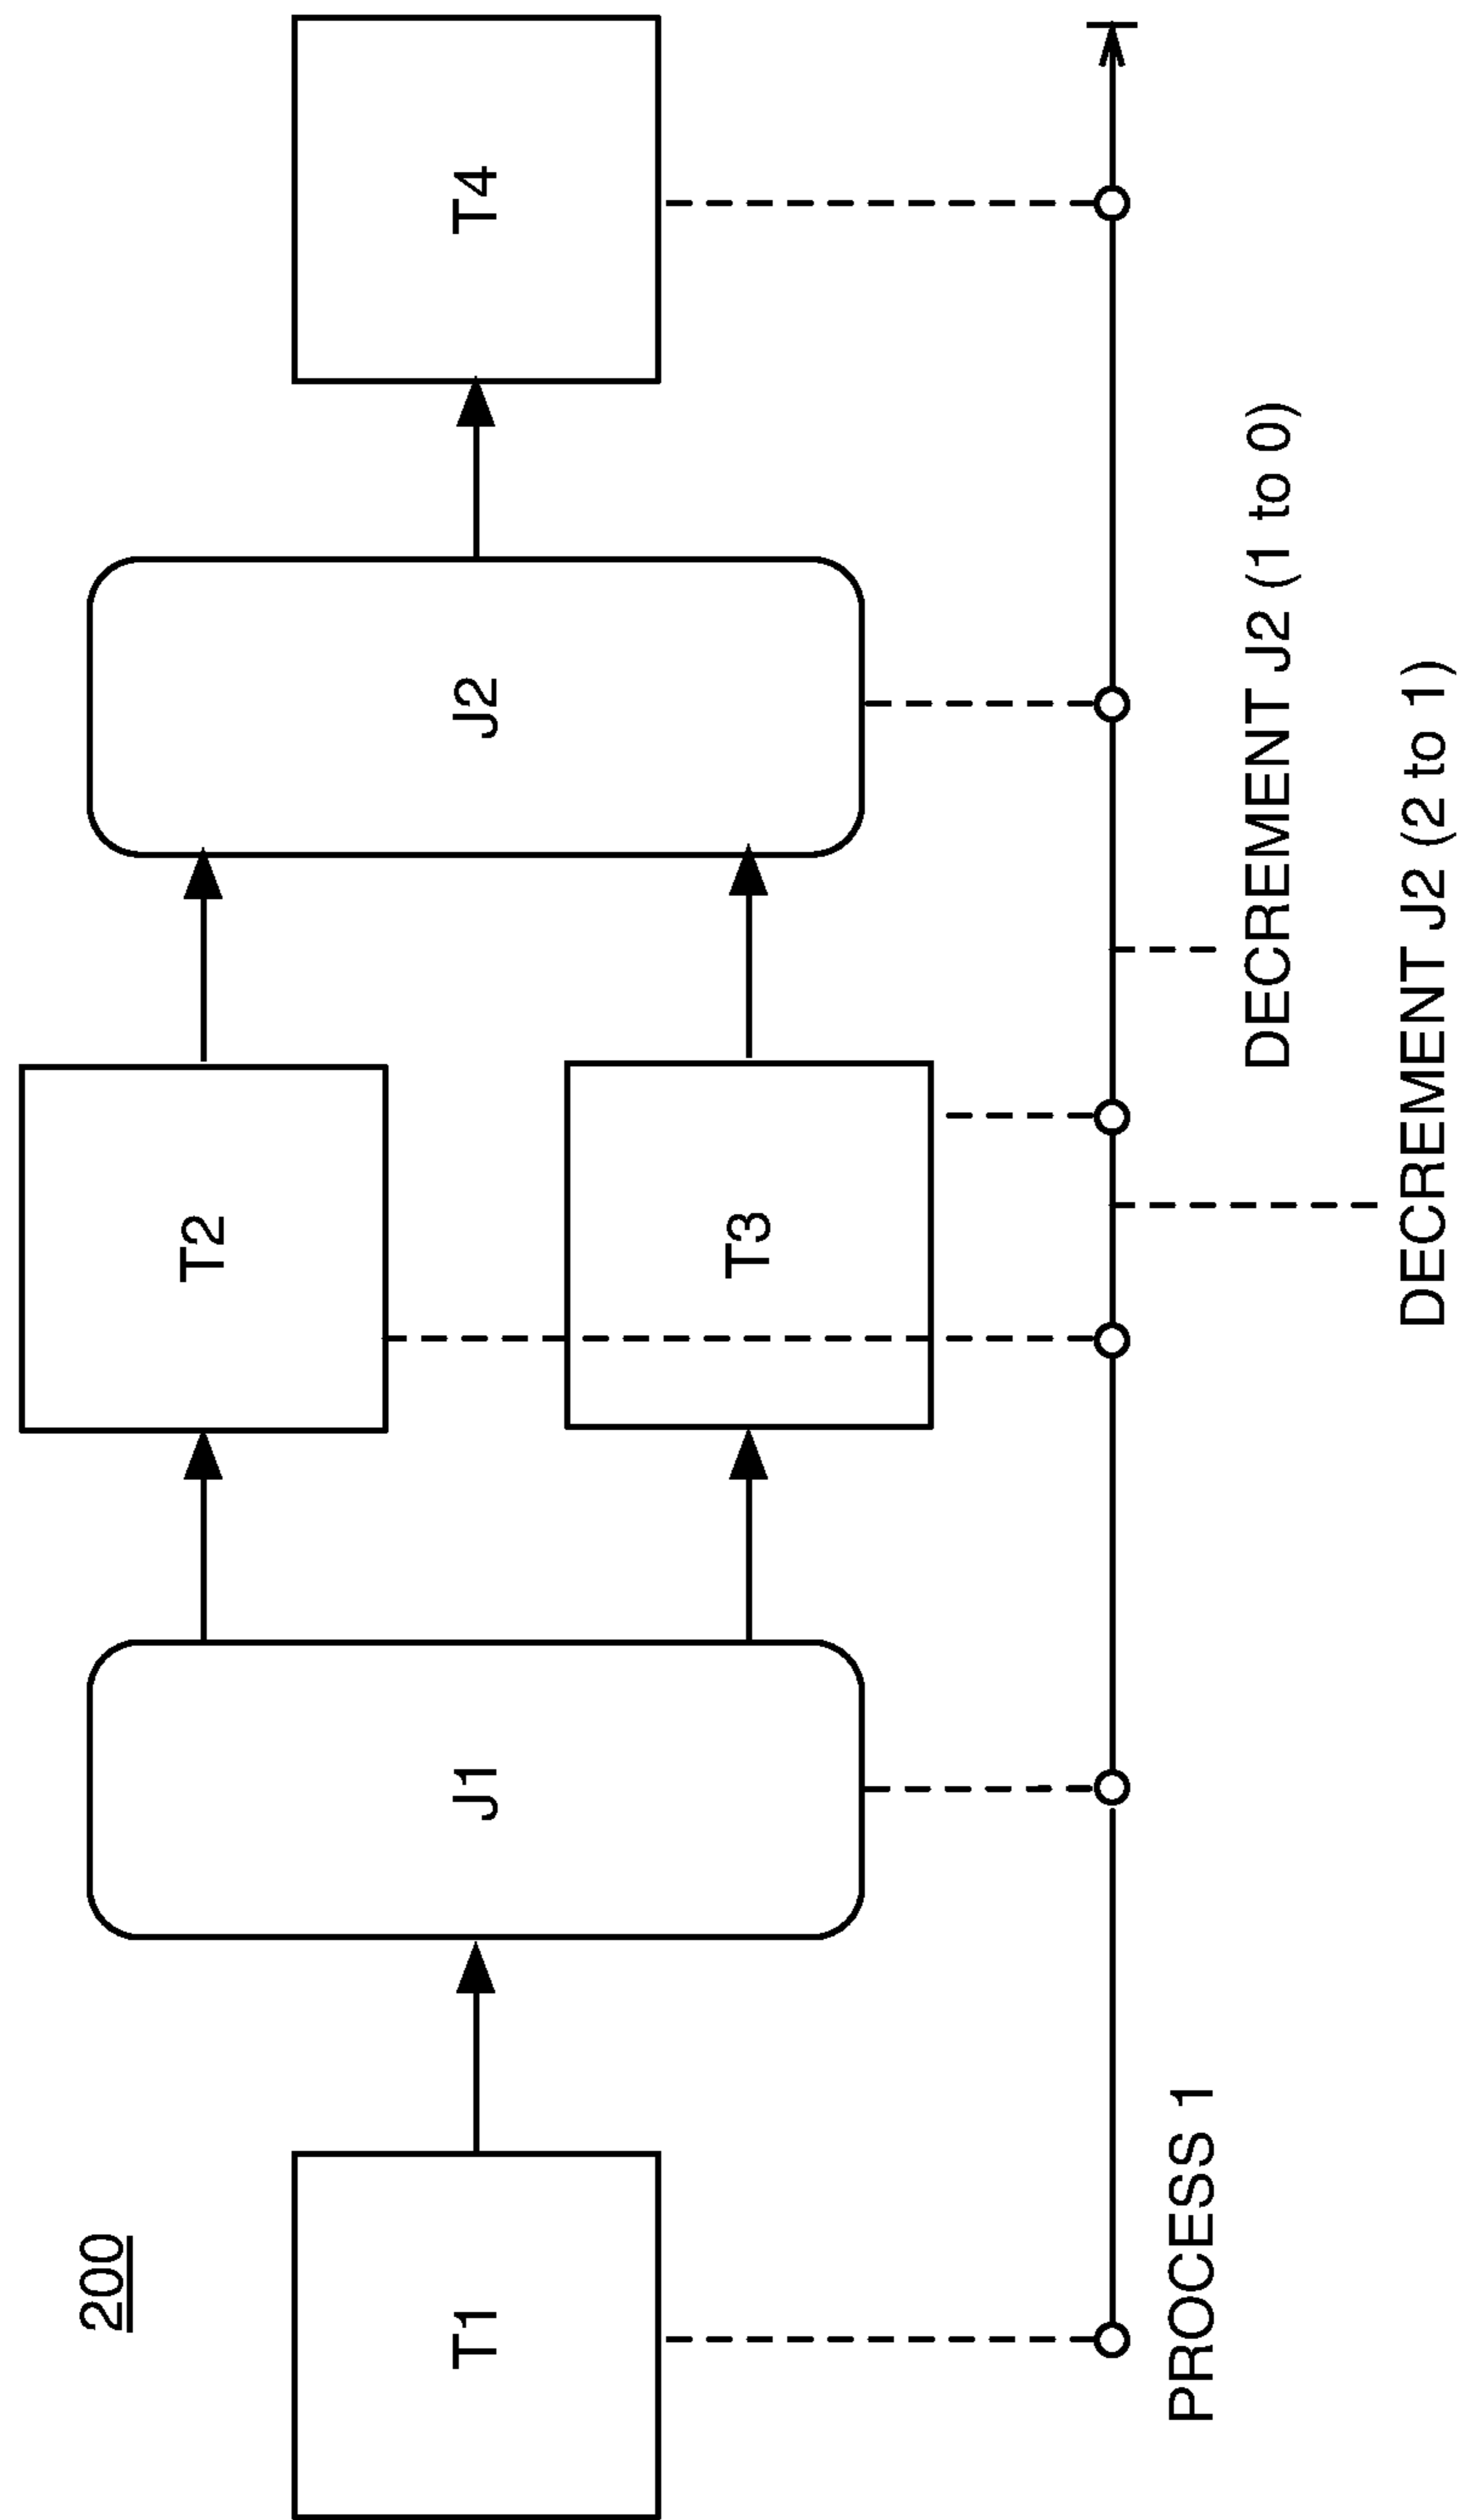 200
T1
J1
T2
T3
J2
T4
PROCESS 1
DECREMENT J2 (1 to 0)
DECREMENT J2 (2 to 1)